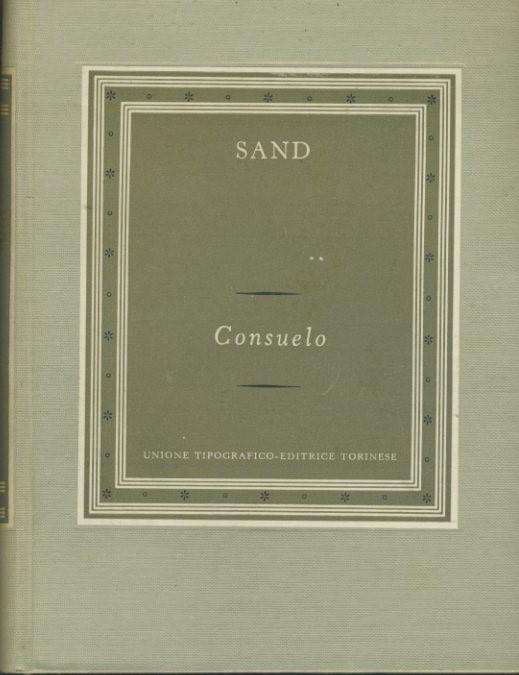 SAND
Consuelo
UNIONE TIPOGRAFICO-EDITRICE TORINESE